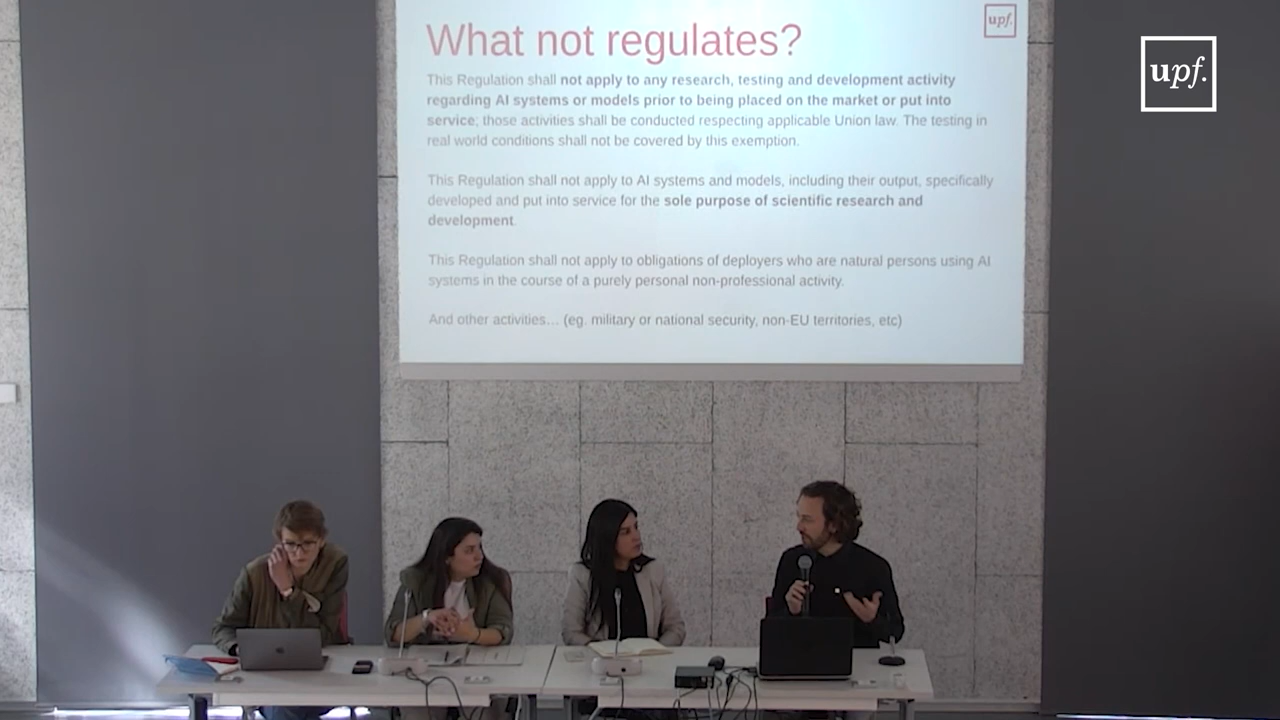 What not regulates?
upf.
upf.
This Regulation shall not apply to any research, testing and development activity
regarding AI systems or models prior to being placed on the market or put into
service; those activities shall be conducted respecting applicable Union law. The testing in
real world conditions shall not be covered by this exemption.
This Regulation shall not apply to AI systems and models, including their output, specifically
developed and put into service for the sole purpose of scientific research and
development.
This Regulation shall not apply to obligations of deployers who are natural persons using AI
systems in the course of a purely personal non-professional activity.
And other activities… (eg. military or national security, non-EU territories, etc)